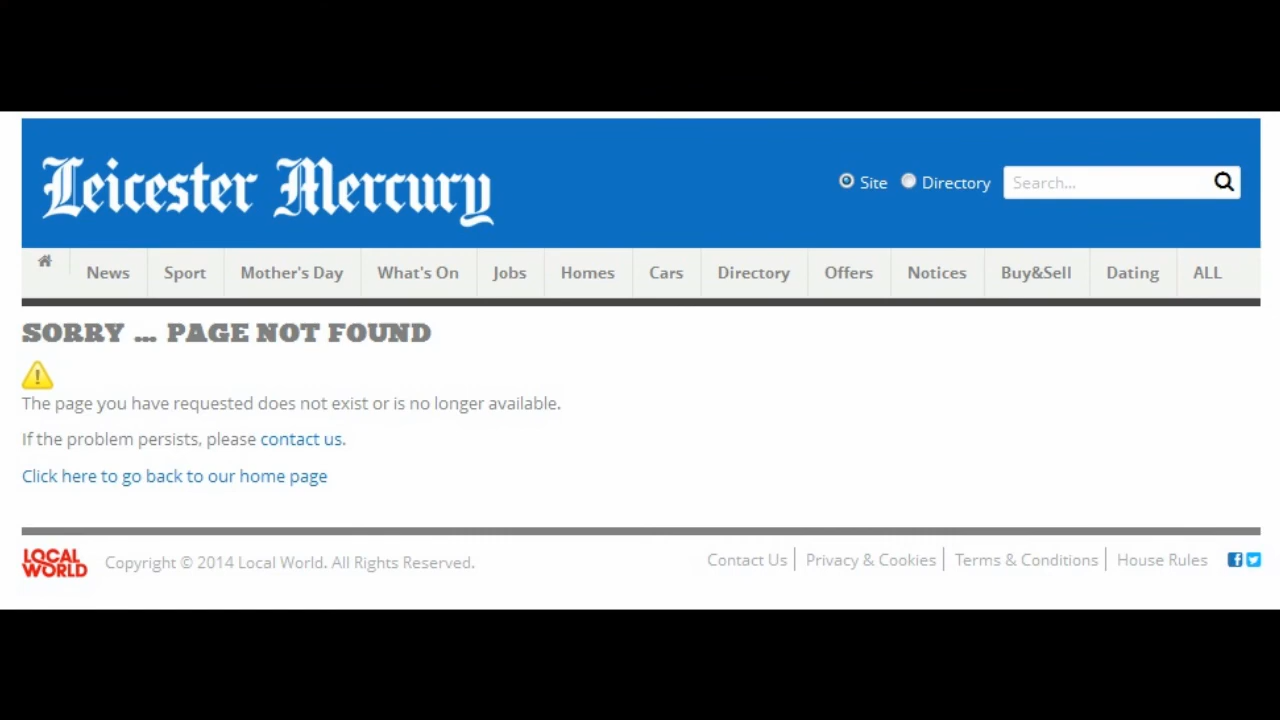 Leicester Mercury
Site Directory Search...
News Sport Mother's Day What's On Jobs Homes Cars Directory Offers Notices Buy&Sell Dating ALL
SORRY ... PAGE NOT FOUND
The page you have requested does not exist or is no longer available.
If the problem persists, please contact us.
Click here to go back to our home page
LOCAL
WORLD
Copyright © 2014 Local World. All Rights Reserved.
Contact Us Privacy & Cookies Terms & Conditions House Rules